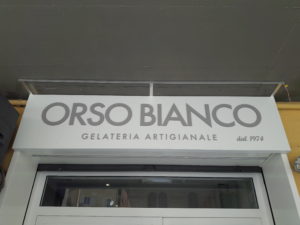 ORSO BIANCO
GELATERIA ARTIGIANALE dal 1974